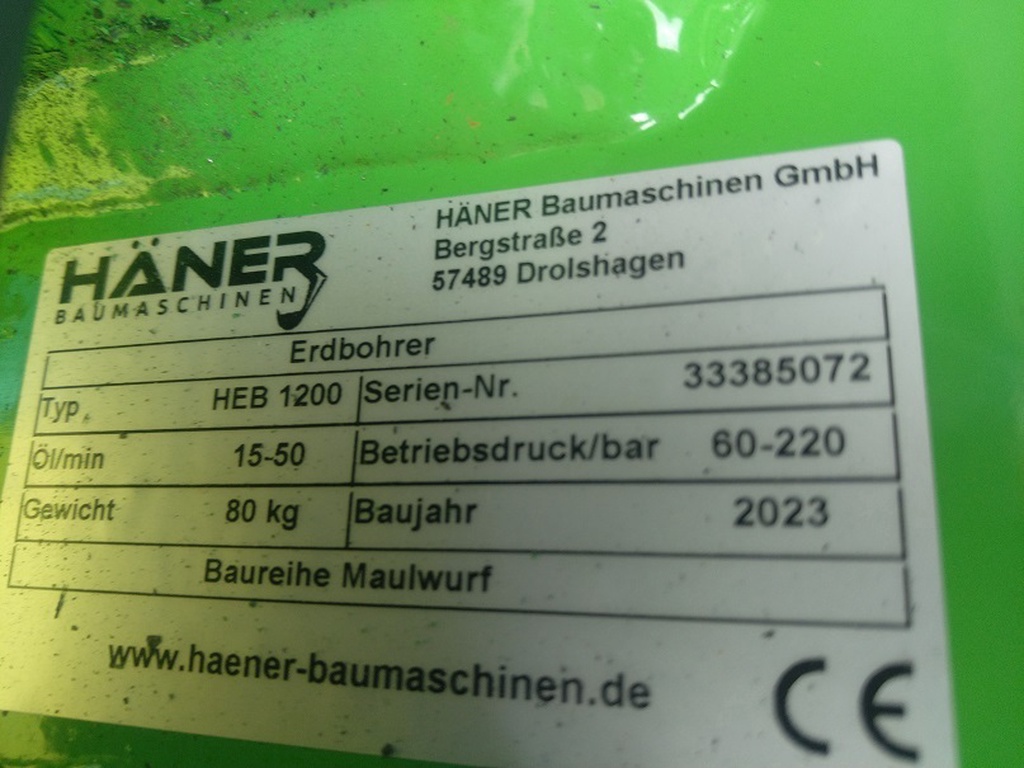 HÄNER
BAUMASCHINEN
HÄNER Baumaschinen GmbH
Bergstraße 2
57489 Drolshagen
Erdbohrer
Typ HEB 1200 Serien-Nr. 33385072
Öl/min 15-50 Betriebsdruck/bar 60-220
Gewicht 80 kg Baujahr 2023
Baureihe Maulwurf
www.haener-baumaschinen.de
CE